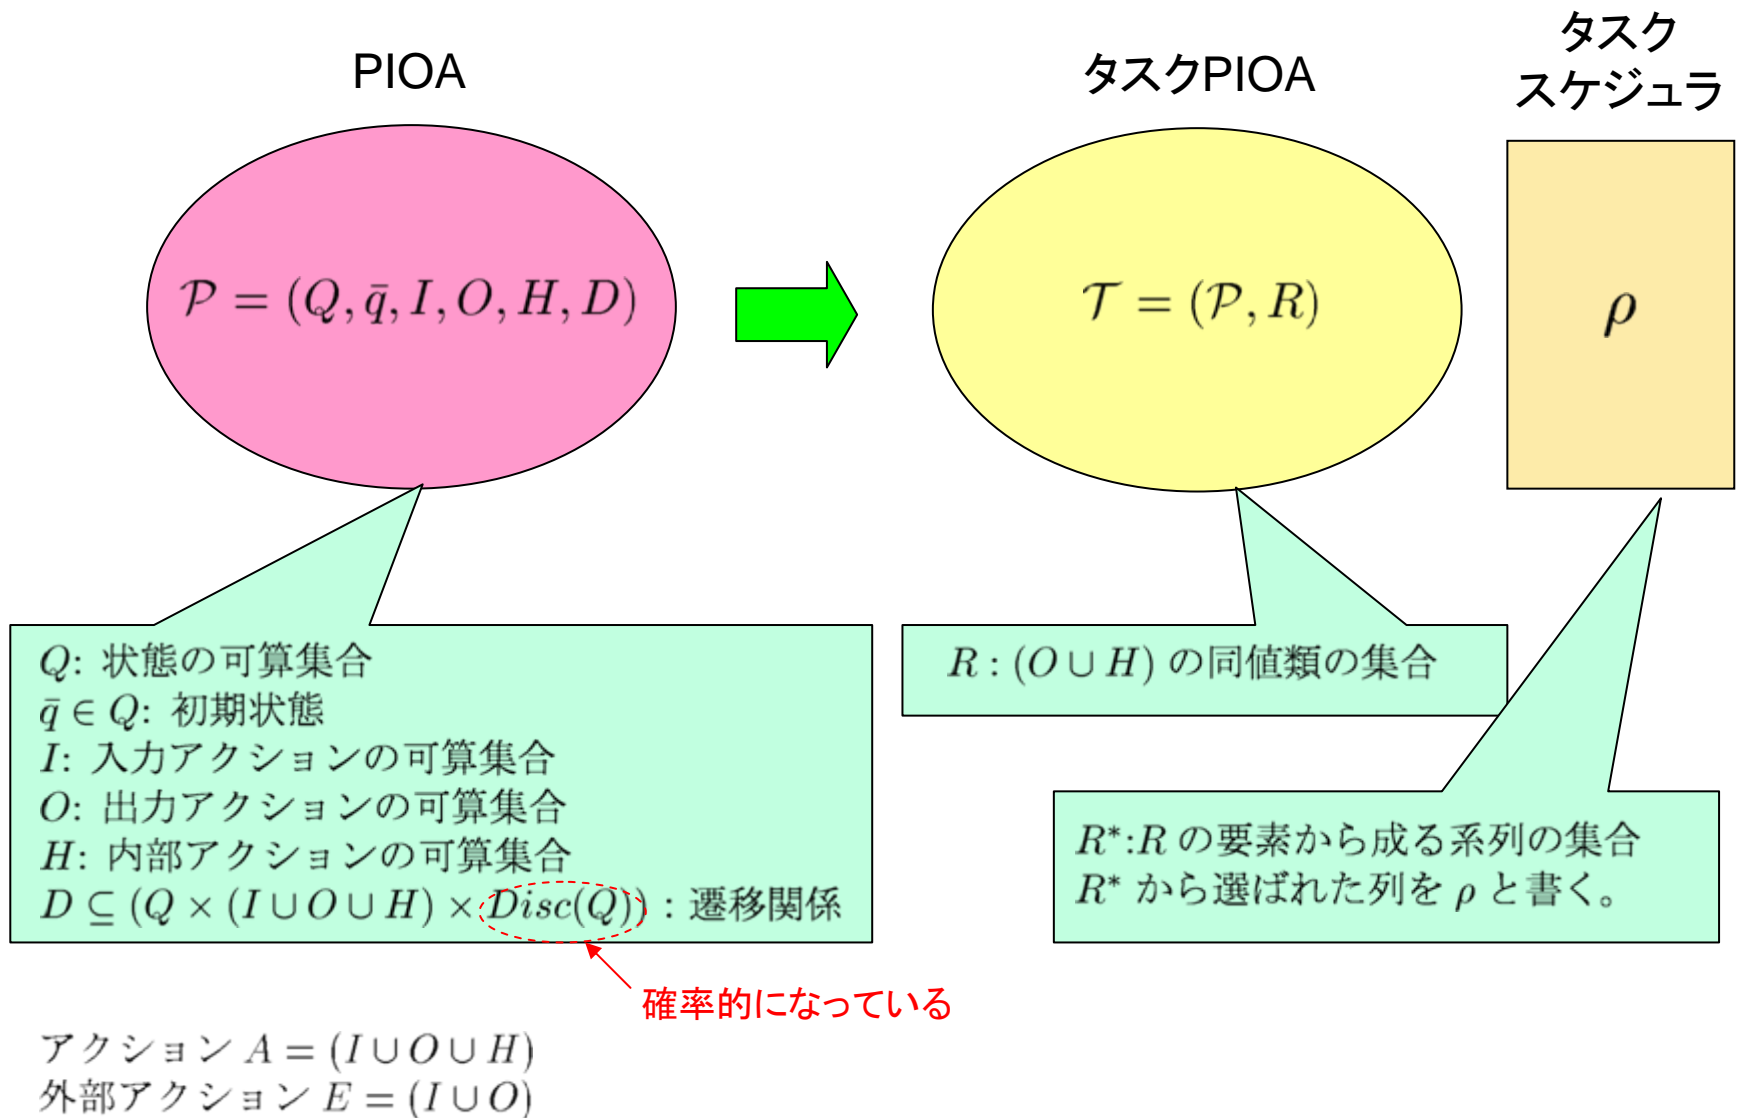 PIOA
タスクPIOA
タスク
スケジュラ
𝒫 = (Q, q̄, I, O, H, D)
𝒯 = (𝒫, R)
ρ
Q: 状態の可算集合
q̄ ∈ Q: 初期状態
I: 入力アクションの可算集合
O: 出力アクションの可算集合
H: 内部アクションの可算集合
D ⊆ (Q × (I ∪ O ∪ H) × Disc(Q)) : 遷移関係
R : (O ∪ H) の同値類の集合
R*:R の要素から成る系列の集合
R* から選ばれた列を ρ と書く。
確率的になっている
アクション A = (I ∪ O ∪ H)
外部アクション E = (I ∪ O)